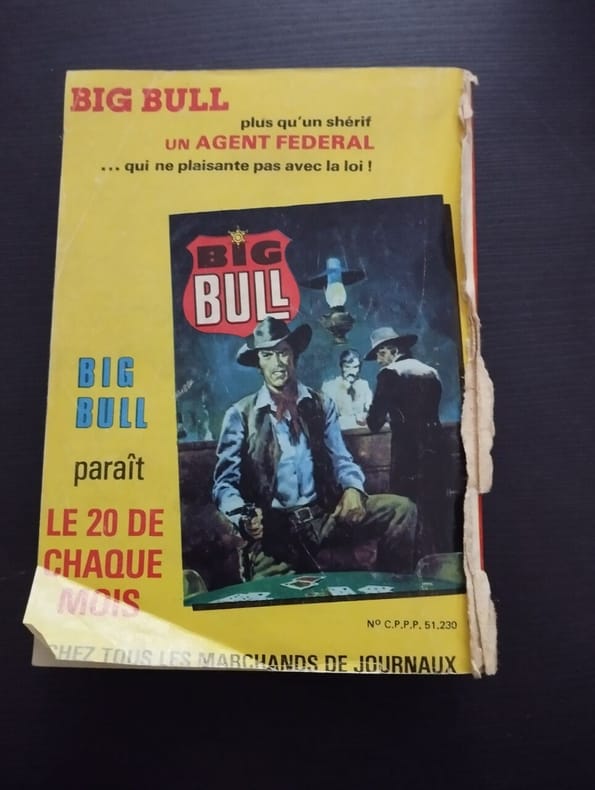 BIG BULL
plus qu'un shérif
UN AGENT FEDERAL
... qui ne plaisante pas avec la loi !
BIG
BULL
BIG
BULL
paraît
LE 20 DE
CHAQUE
MOIS
Nº C.P.P.P. 51.230
CHEZ TOUS LES MARCHANDS DE JOURNAUX